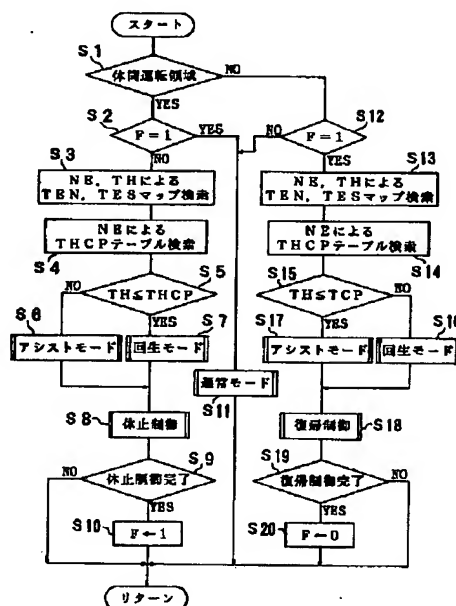 スタート
S1
休筒運転領域
NO
YES
S2
F=1
YES
NO
S12
F=1
NO
YES
S3
NE, THによる
TEN, TESマップ検索
S13
NE, THによる
TEN, TESマップ検索
NEによる
THCPテーブル検索
S4
NEによる
THCPテーブル検索
S14
S5
TH≦THCP
NO
YES
S15
TH≦TCP
NO
YES
S6
アシストモード
S7
回生モード
S17
アシストモード
S16
回生モード
通常モード
S11
S8
休止制御
復帰制御
S18
S9
休止制御完了
NO
YES
S19
復帰制御完了
NO
YES
S10
F←1
S20
F←0
リターン